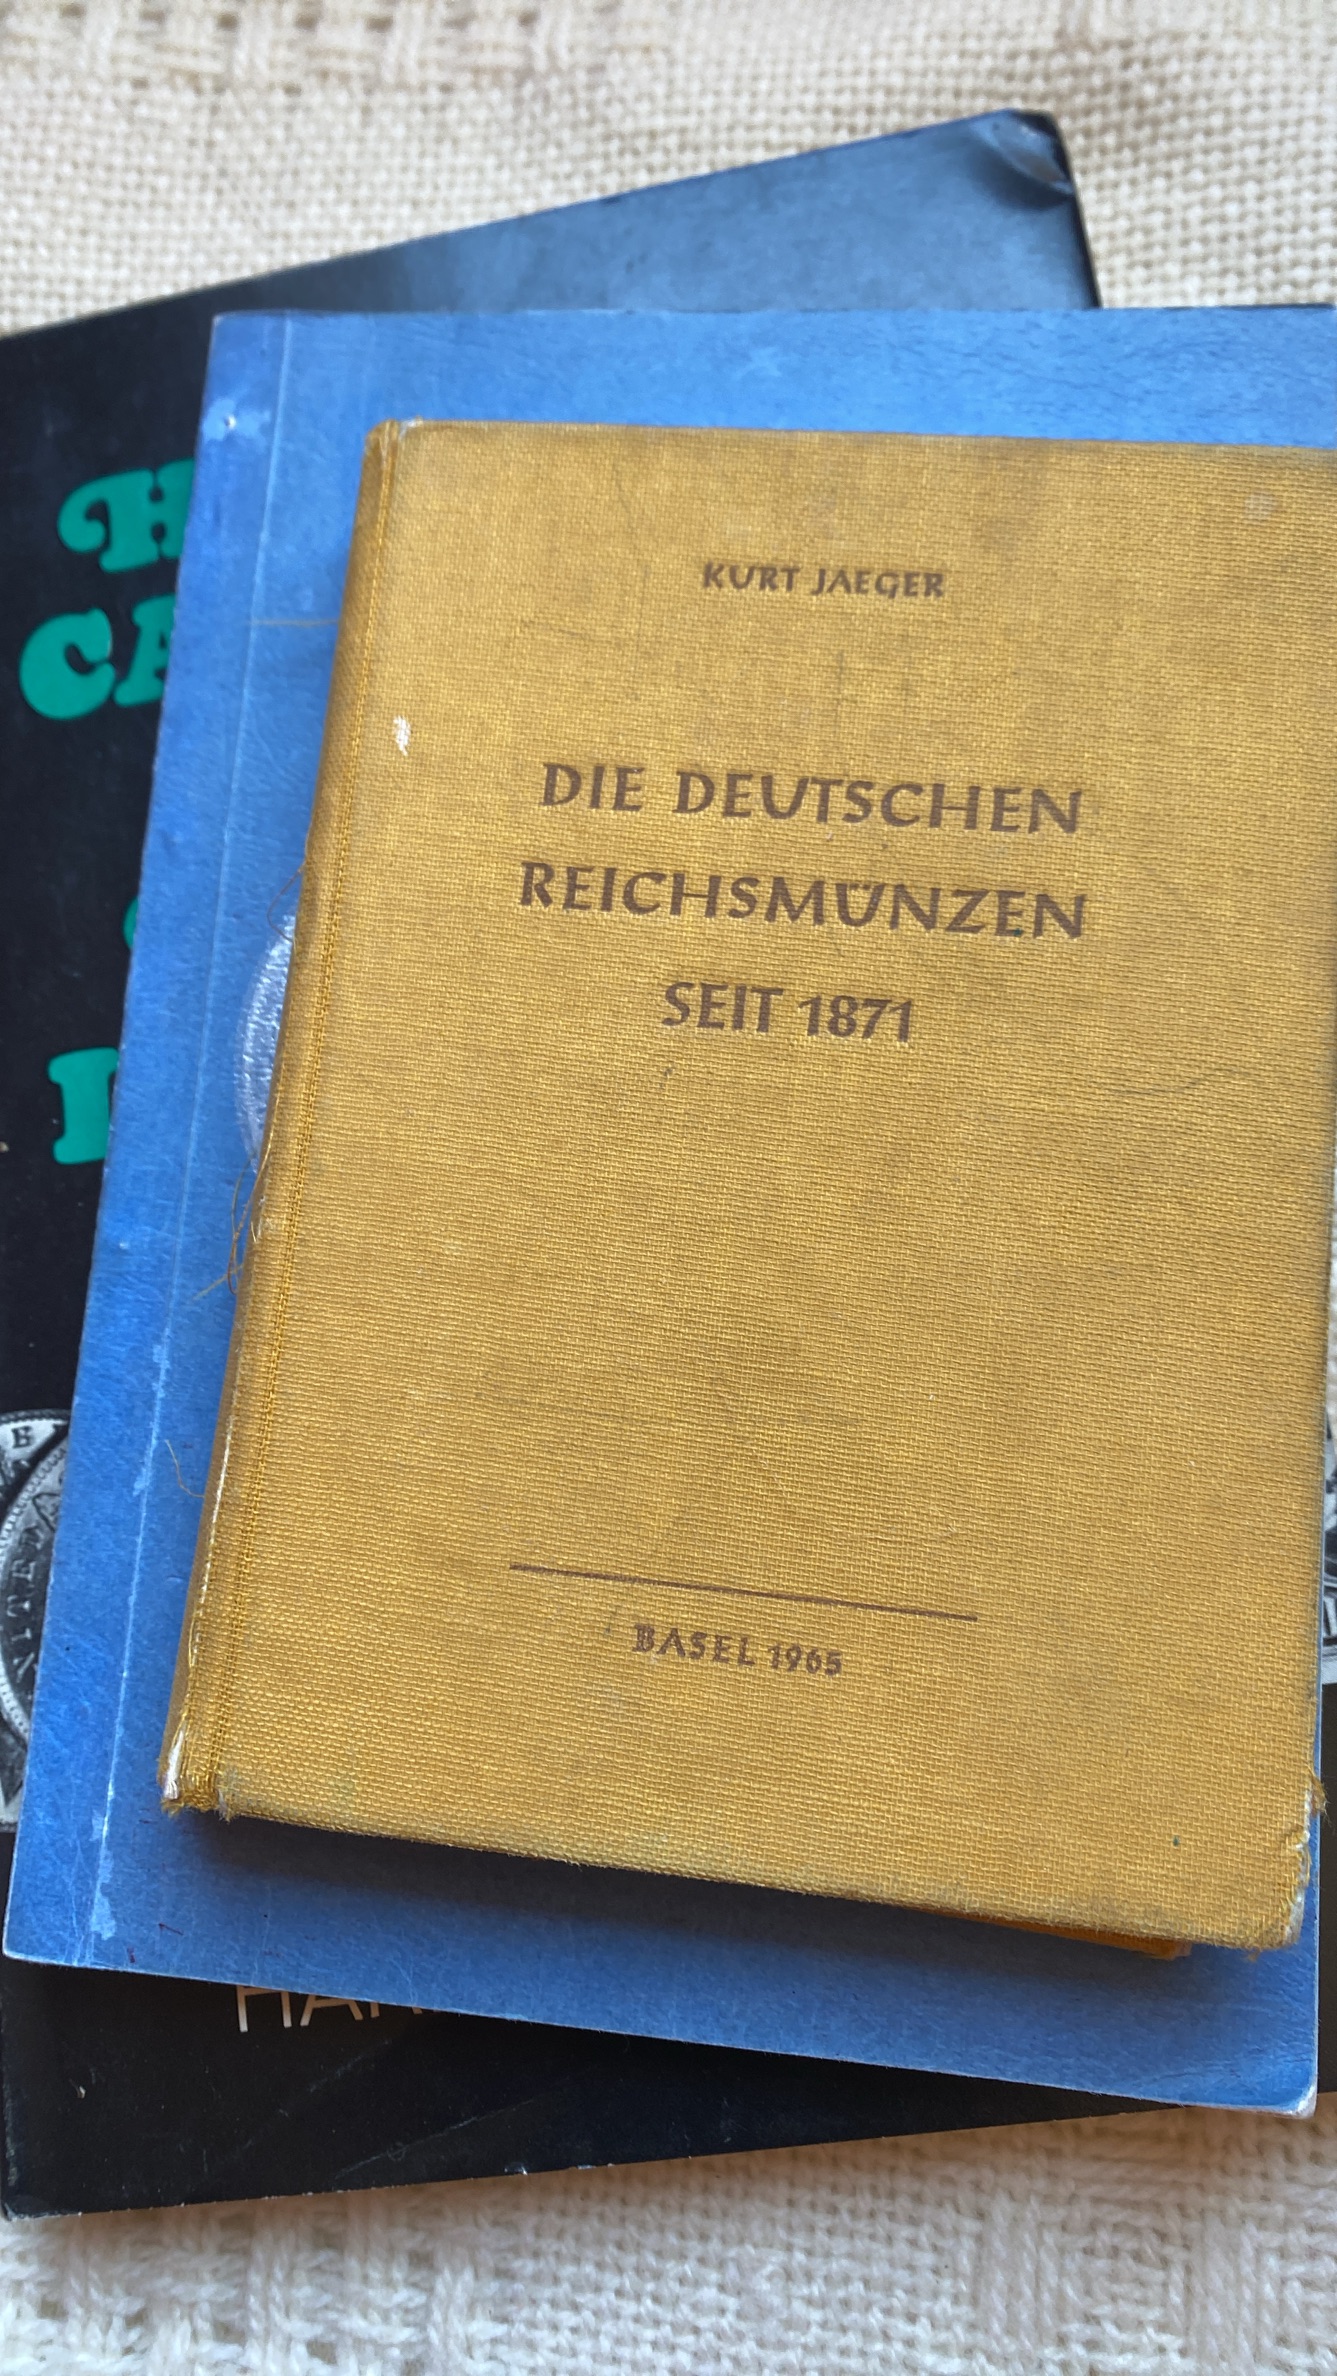 KURT JAEGER
DIE DEUTSCHEN
REICHSMÜNZEN
SEIT 1871
BASEL 1965